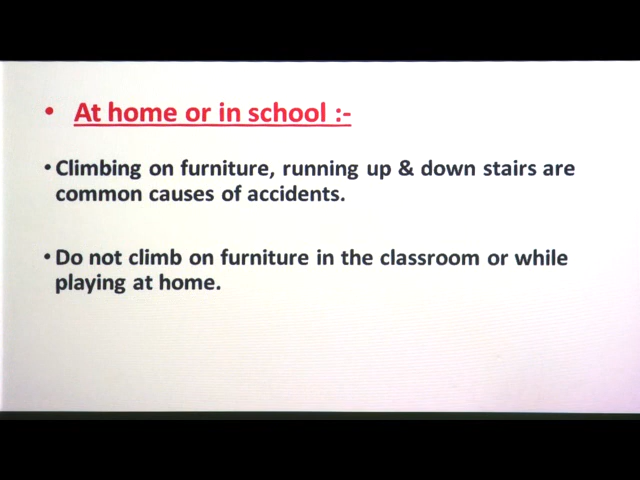 • At home or in school :-
• Climbing on furniture, running up & down stairs are
common causes of accidents.
• Do not climb on furniture in the classroom or while
playing at home.